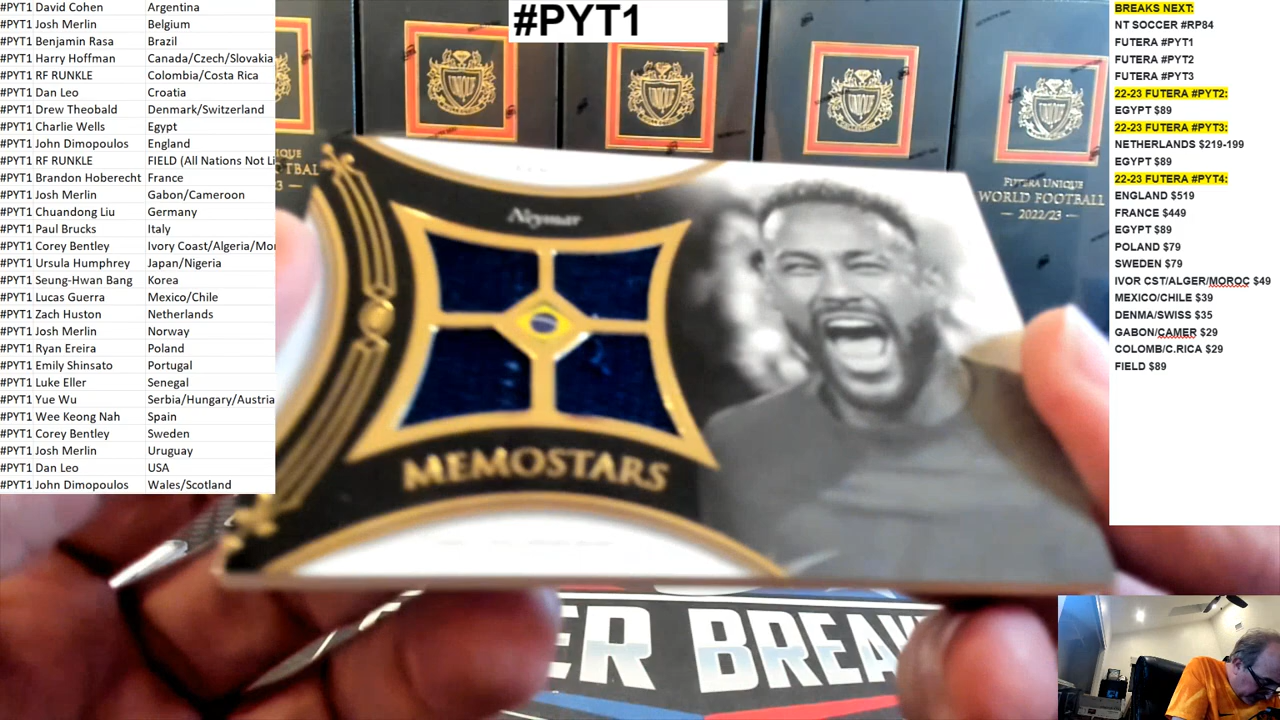 #PYT1 David Cohen Argentina
#PYT1 Josh Merlin Belgium
#PYT1 Benjamin Rasa Brazil
#PYT1 Harry Hoffman Canada/Czech/Slovakia
#PYT1 RF RUNKLE Colombia/Costa Rica
#PYT1 Dan Leo Croatia
#PYT1 Drew Theobald Denmark/Switzerland
#PYT1 Charlie Wells Egypt
#PYT1 John Dimopoulos England
#PYT1 RF RUNKLE FIELD (All Nations Not Li
#PYT1 Brandon Hoberecht France
#PYT1 Josh Merlin Gabon/Cameroon
#PYT1 Chuandong Liu Germany
#PYT1 Paul Brucks Italy
#PYT1 Corey Bentley Ivory Coast/Algeria/Mor
#PYT1 Ursula Humphrey Japan/Nigeria
#PYT1 Seung-Hwan Bang Korea
#PYT1 Lucas Guerra Mexico/Chile
#PYT1 Zach Huston Netherlands
#PYT1 Josh Merlin Norway
#PYT1 Ryan Ereira Poland
#PYT1 Emily Shinsato Portugal
#PYT1 Luke Eller Senegal
#PYT1 Yue Wu Serbia/Hungary/Austria
#PYT1 Wee Keong Nah Spain
#PYT1 Corey Bentley Sweden
#PYT1 Josh Merlin Uruguay
#PYT1 Dan Leo USA
#PYT1 John Dimopoulos Wales/Scotland
#PYT1
Neymar
MEMOSTARS
FUTERA UNIQUE
WORLD FOOTBALL
2022/23
ER BREAK
BREAKS NEXT:
NT SOCCER #RP84
FUTERA #PYT1
FUTERA #PYT2
FUTERA #PYT3
22-23 FUTERA #PYT2:
EGYPT $89
22-23 FUTERA #PYT3:
NETHERLANDS $219-199
EGYPT $89
22-23 FUTERA #PYT4:
ENGLAND $519
FRANCE $449
EGYPT $89
POLAND $79
SWEDEN $79
IVOR CST/ALGER/MOROC $49
MEXICO/CHILE $39
DENMA/SWISS $35
GABON/CAMER $29
COLOMB/C.RICA $29
FIELD $89